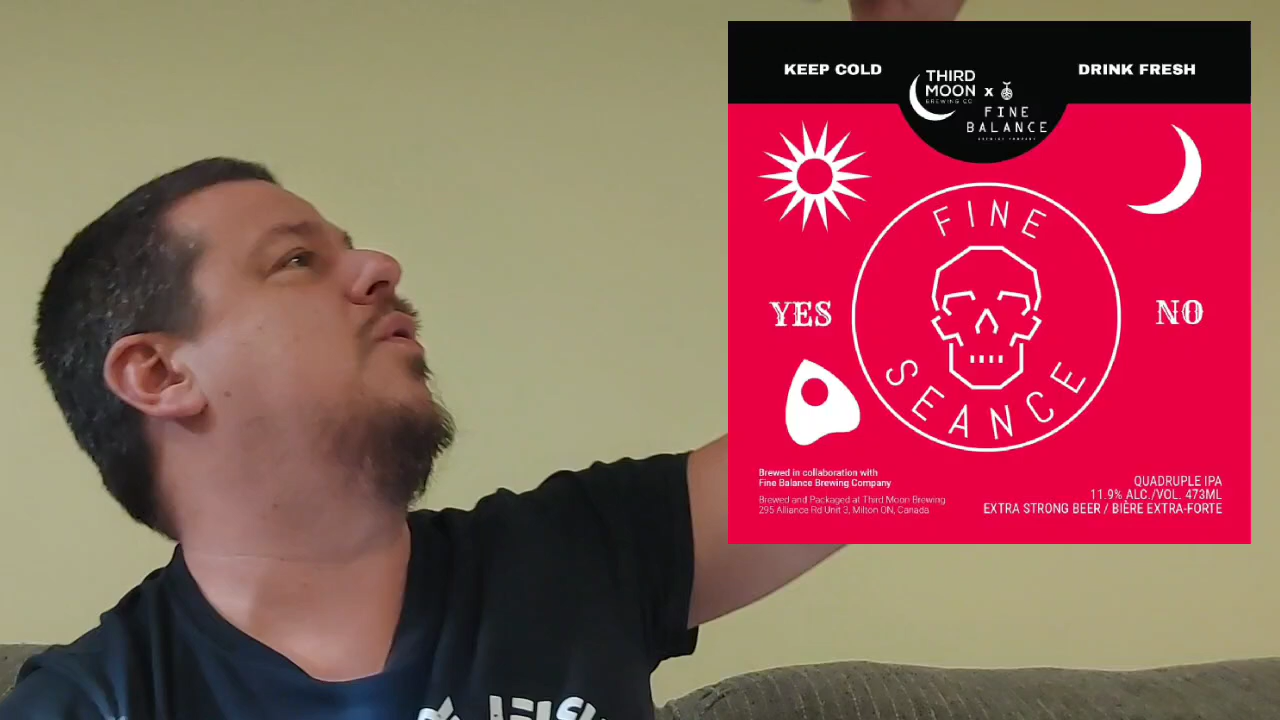 KEEP COLD
DRINK FRESH
THIRD
MOON
BREWING CO
x
FINE
BALANCE
BREWING COMPANY
FINE
SEANCE
YES
NO
Brewed in collaboration with
Fine Balance Brewing Company
Brewed and Packaged at Third Moon Brewing
295 Alliance Rd Unit 3, Milton ON, Canada
QUADRUPLE IPA
11.9% ALC./VOL. 473ML
EXTRA STRONG BEER / BIÈRE EXTRA-FORTE